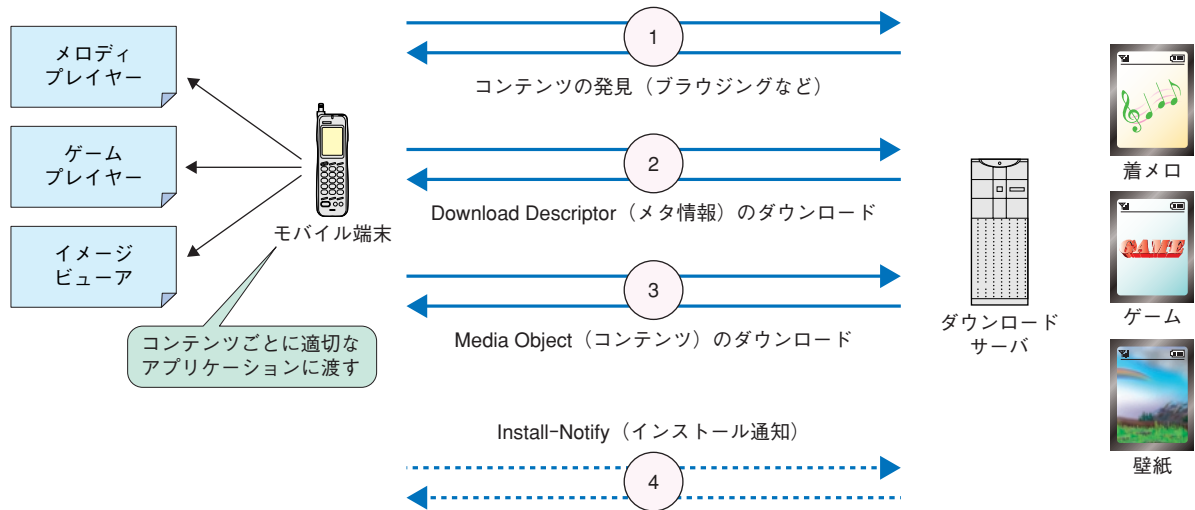 メロディ
プレイヤー
ゲーム
プレイヤー
イメージ
ビューア
モバイル端末
コンテンツごとに適切な
アプリケーションに渡す
1
コンテンツの発見（ブラウジングなど）
2
Download Descriptor（メタ情報）のダウンロード
3
Media Object（コンテンツ）のダウンロード
Install-Notify（インストール通知）
4
ダウンロード
サーバ
着メロ
GAME
ゲーム
壁紙